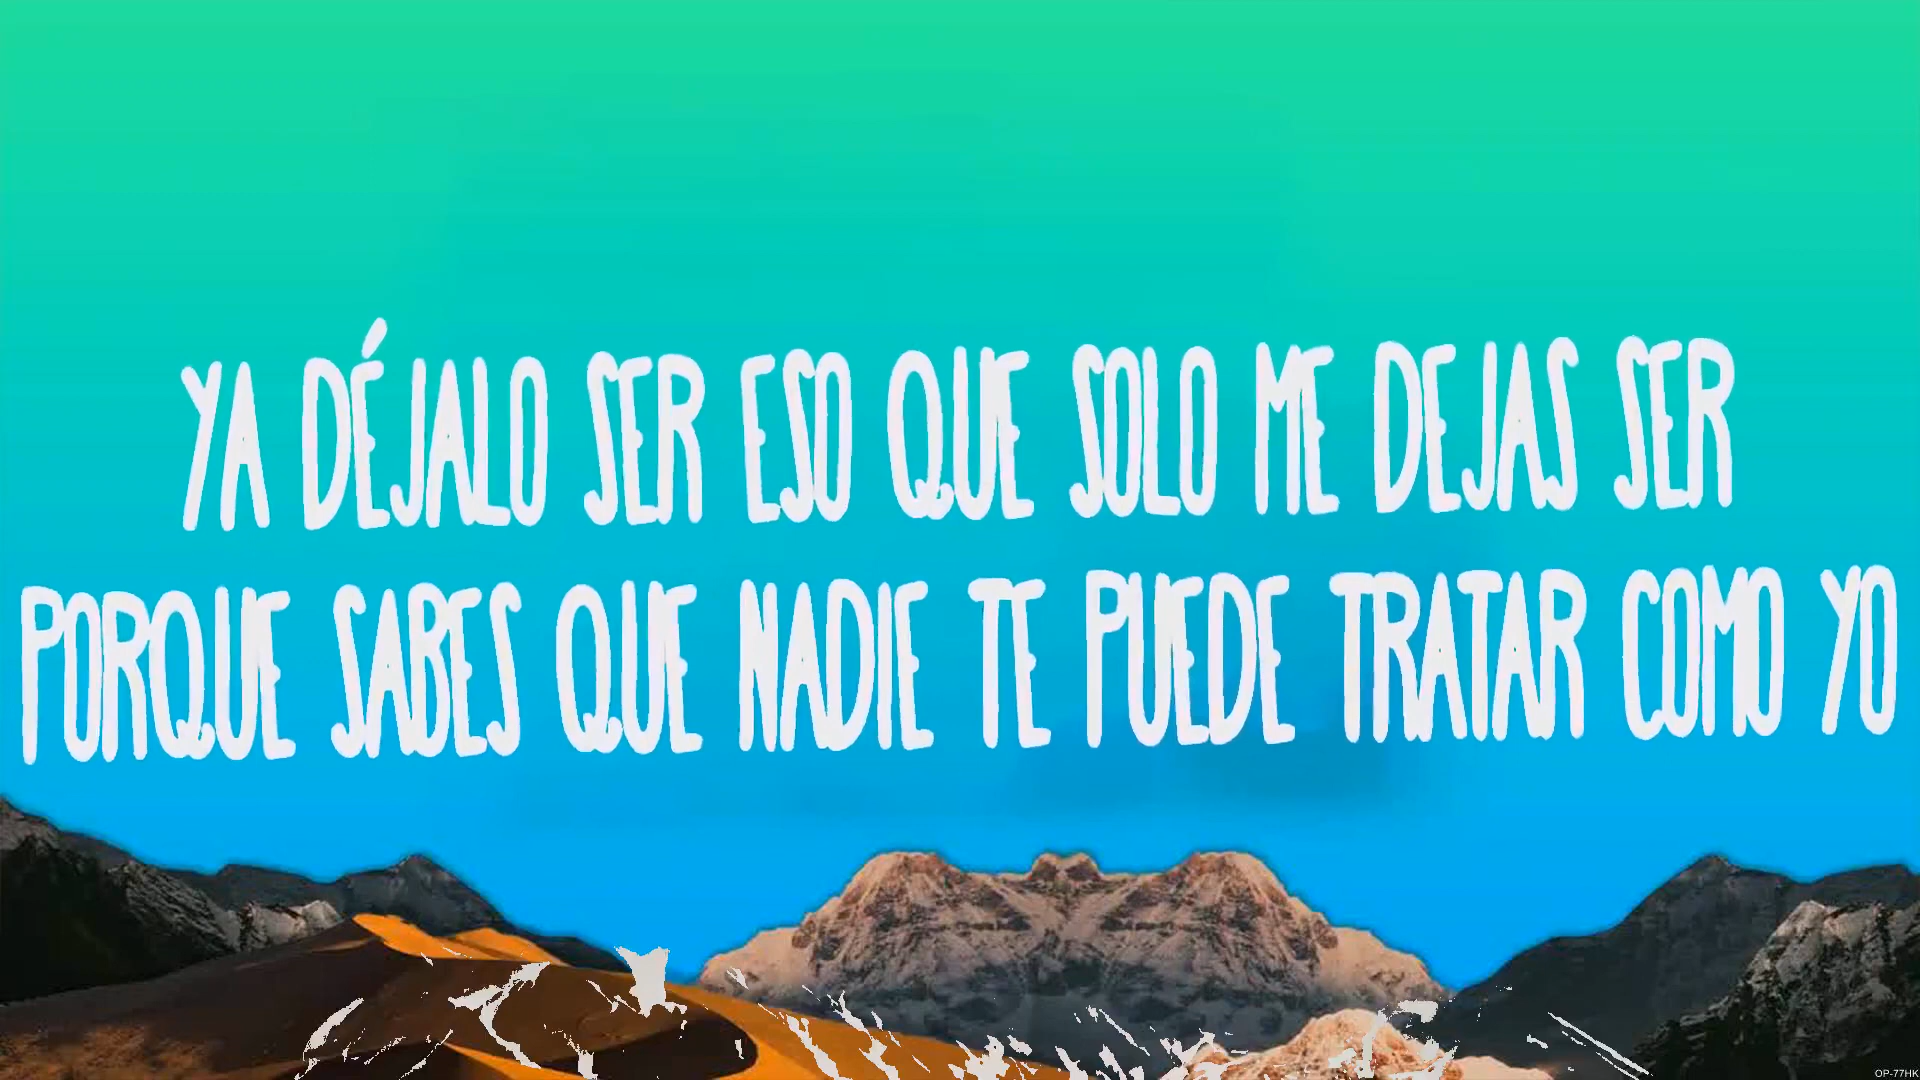 YA DÉJALO SER ESO QUE SOLO ME DEJAS SER
PORQUE SABES QUE NADIE TE PUEDE TRATAR COMO YO
OP-77HK